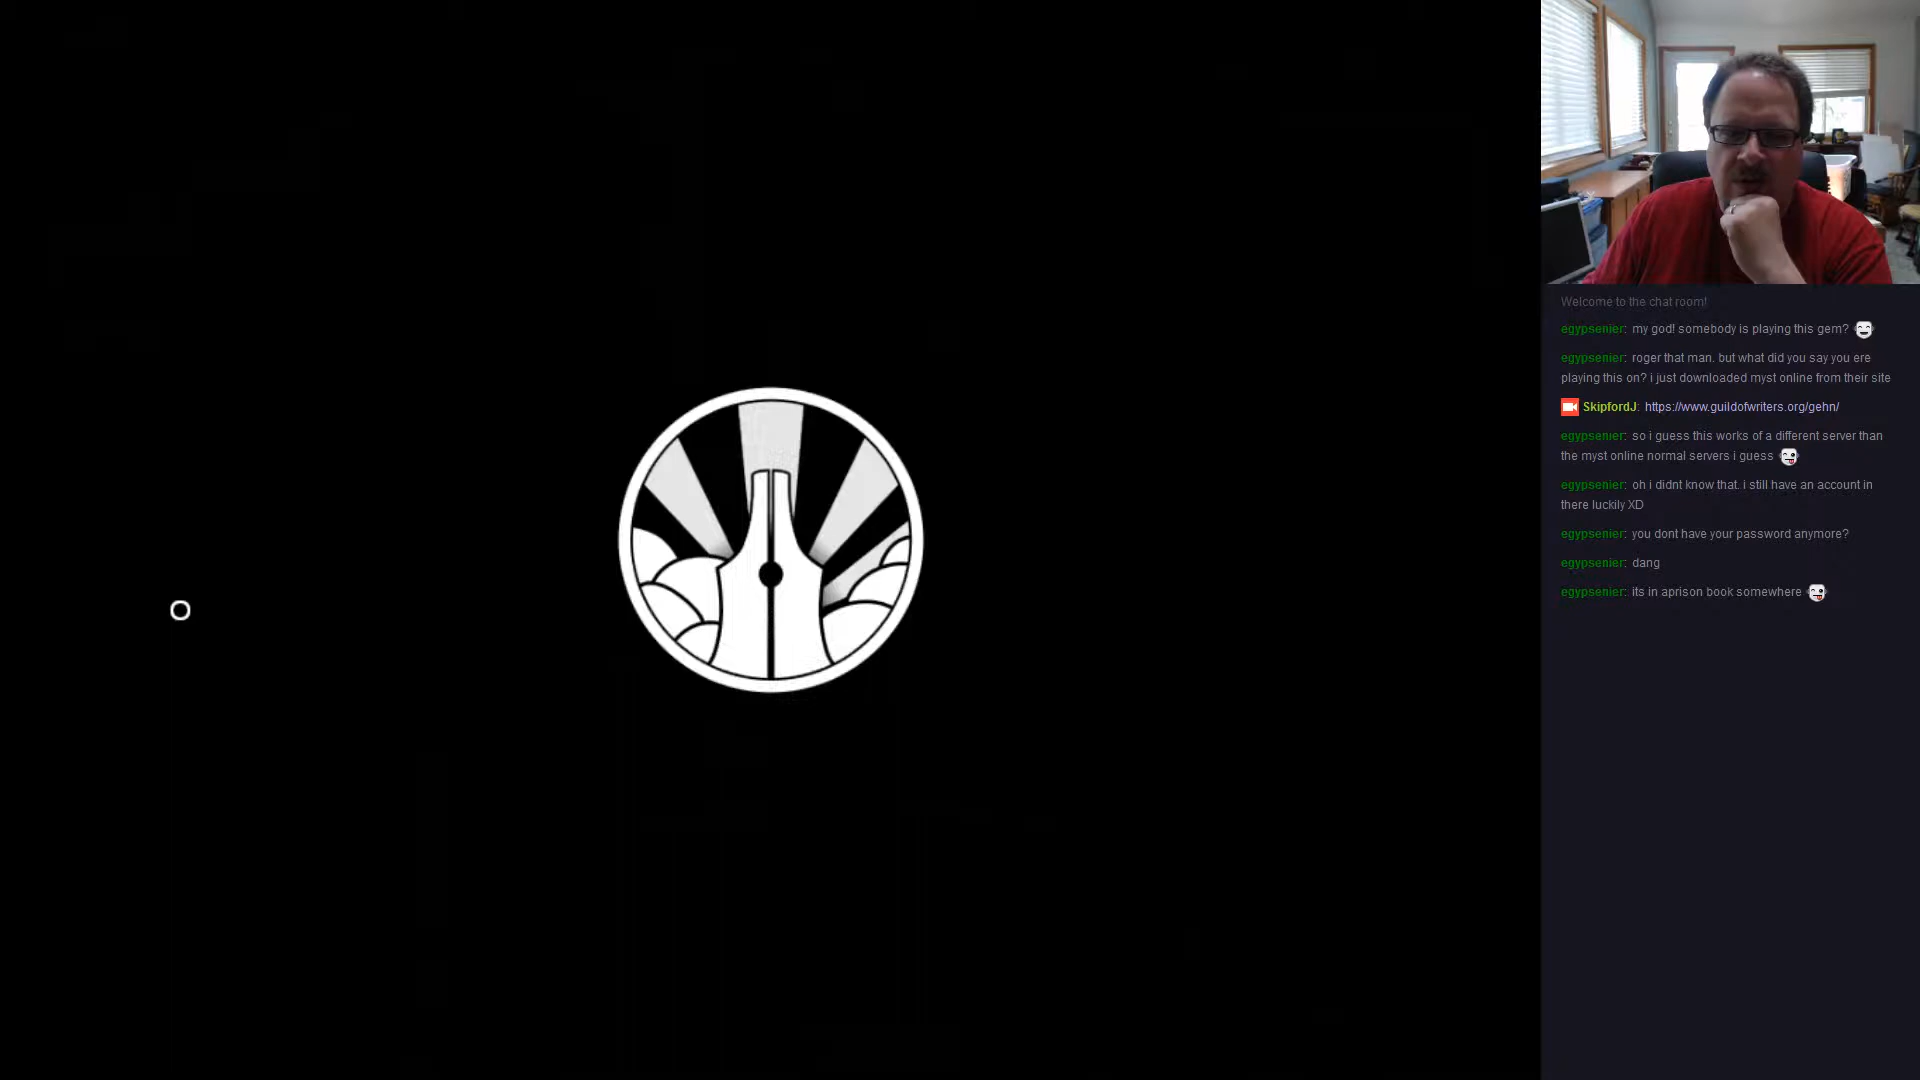 Welcome to the chat room!
egypsenier: my god! somebody is playing this gem?
egypsenier: roger that man. but what did you say you ere
playing this on? i just downloaded myst online from their site
SkipfordJ: https://www.guildofwriters.org/gehn/
egypsenier: so i guess this works of a different server than
the myst online normal servers i guess
egypsenier: oh i didnt know that. i still have an account in
there luckily XD
egypsenier: you dont have your password anymore?
egypsenier: dang
egypsenier: its in aprison book somewhere